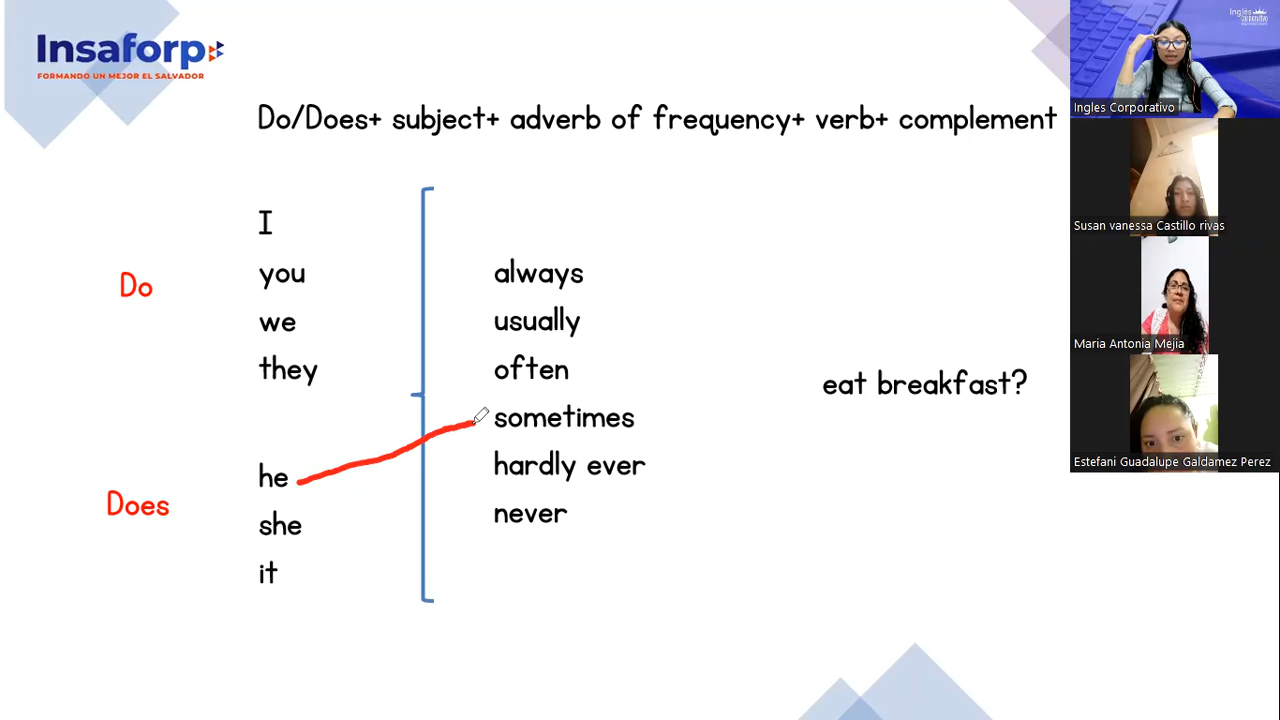 Insaforp
FORMANDO UN MEJOR EL SALVADOR
Do/Does+ subject+ adverb of frequency+ verb+ complement
I
you
we
they
Do
he
she
it
Does
always
usually
often
sometimes
hardly ever
never
eat breakfast?
Ingles Corporativo
Susan vanessa Castillo rivas
Maria Antonia Mejia
Estefani Guadalupe Galdamez Perez